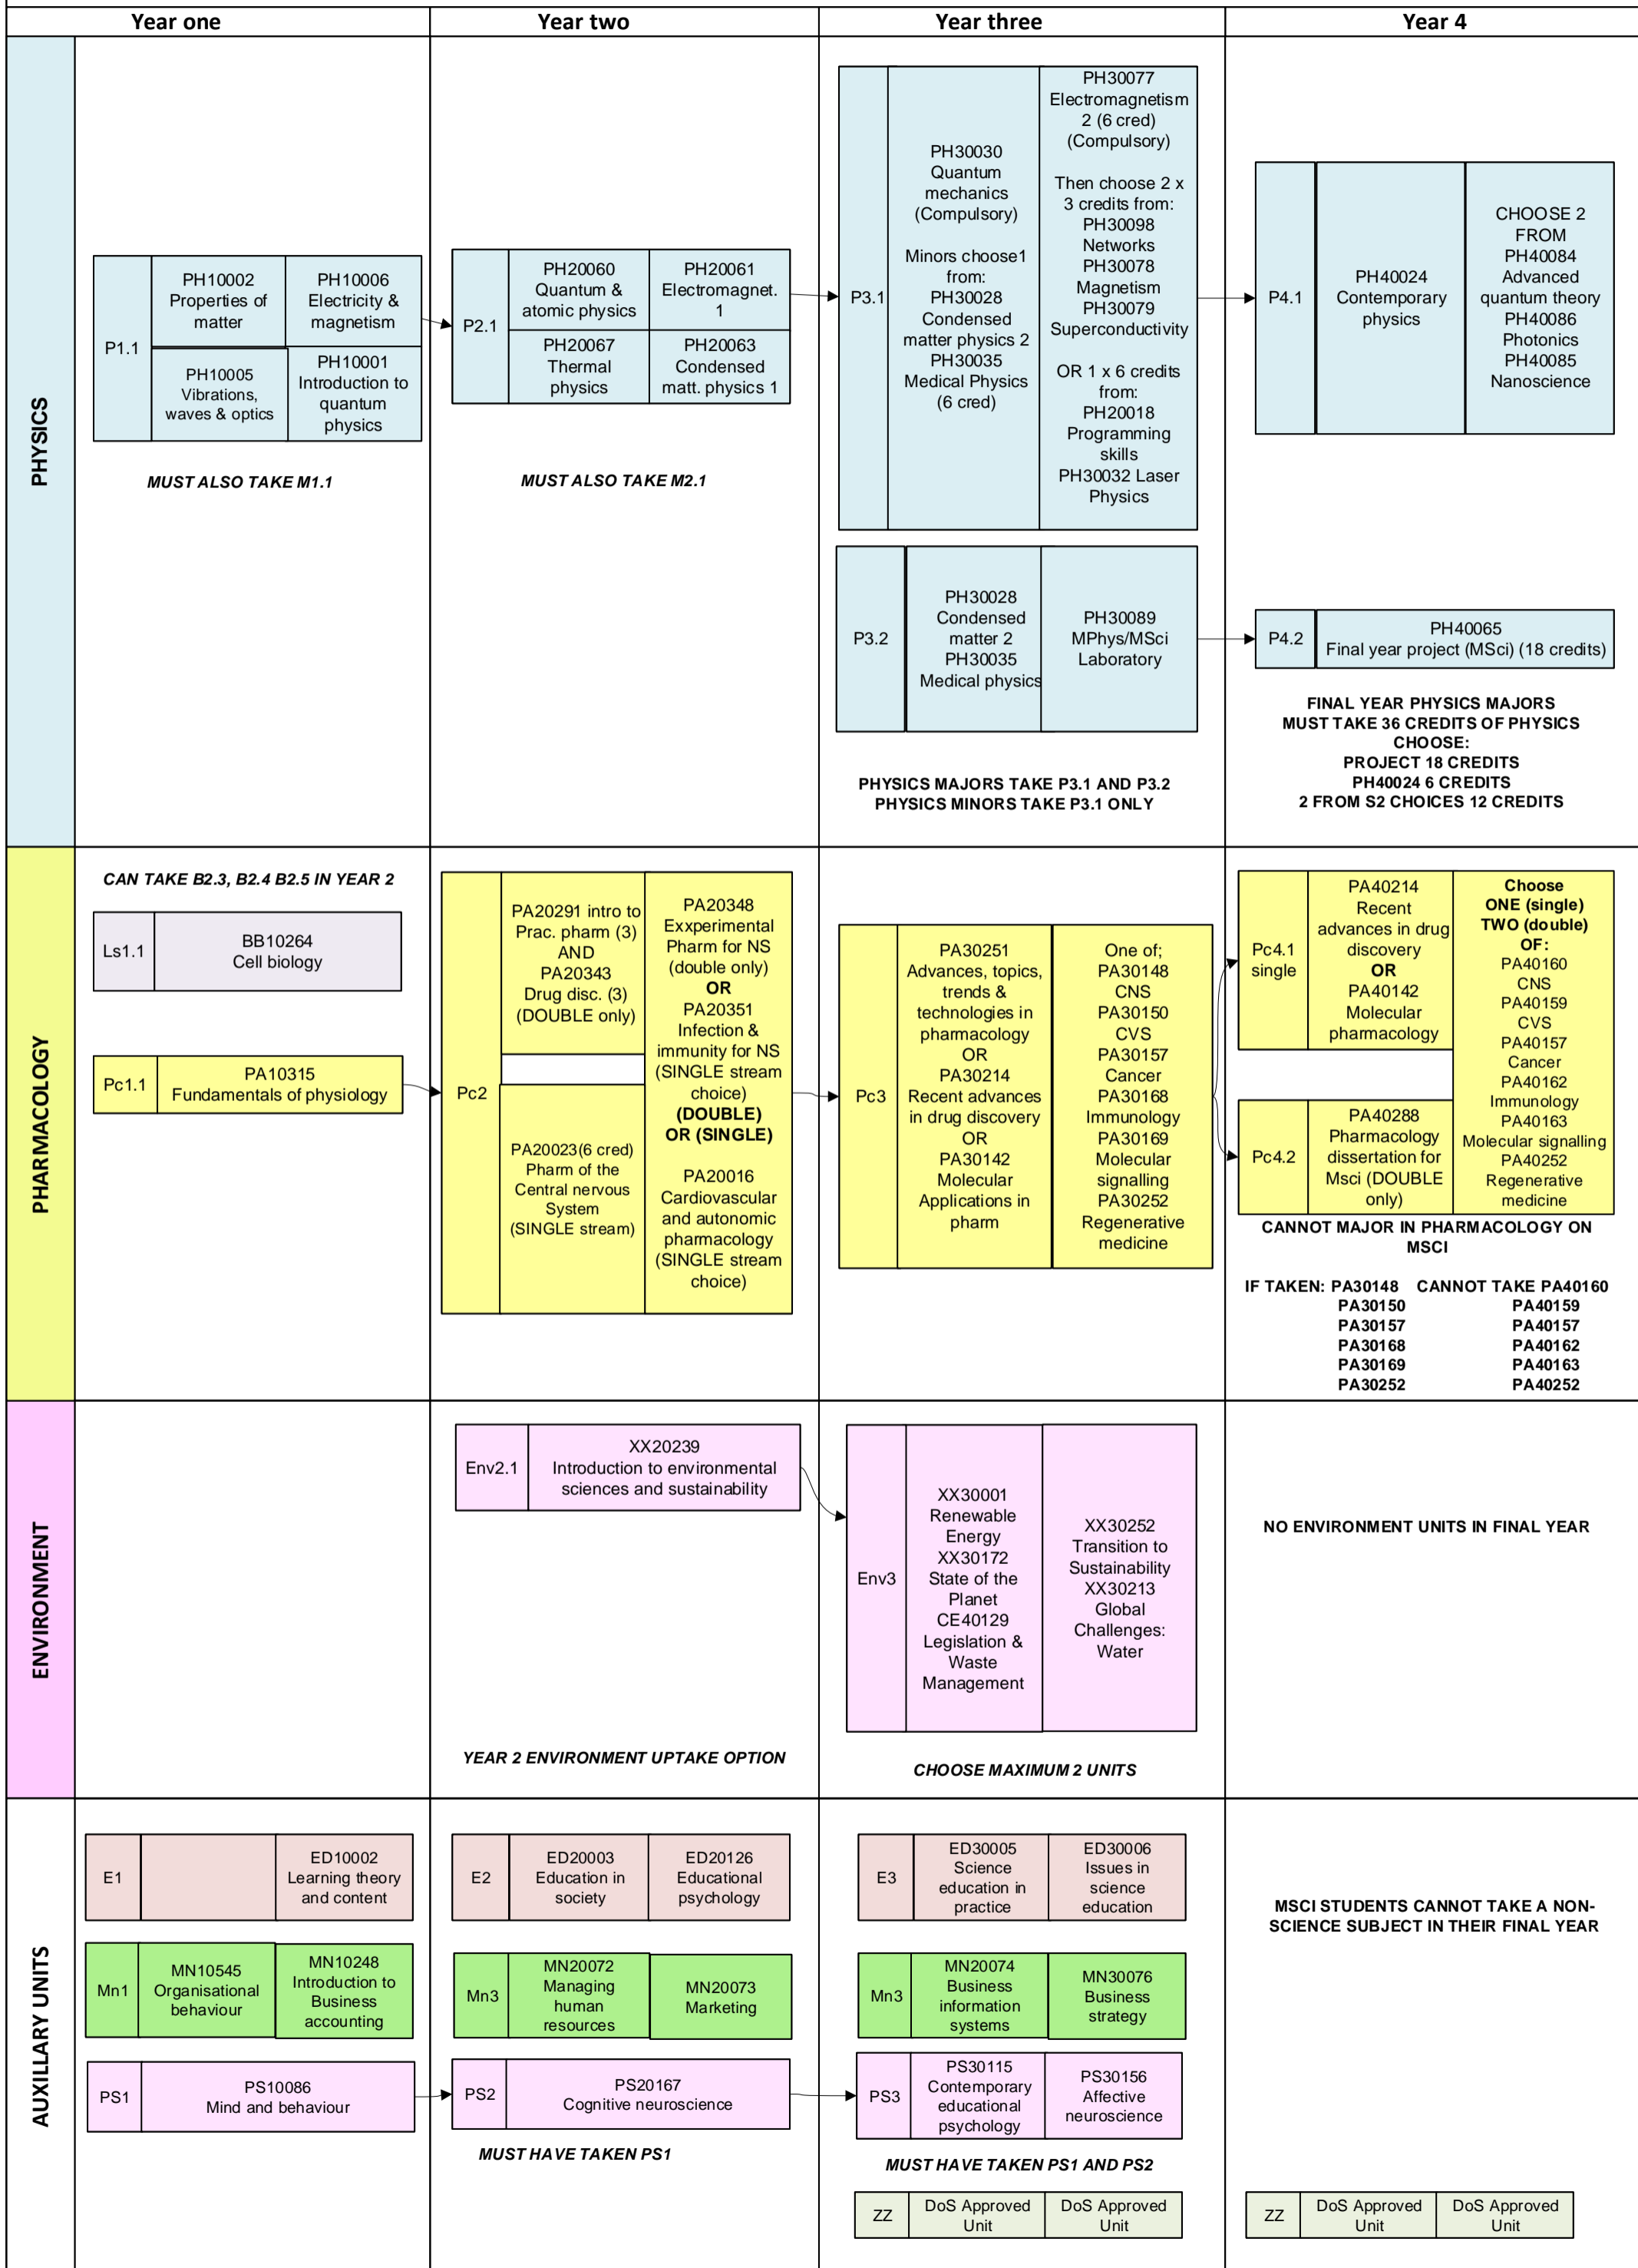 Year one
Year two
Year three
Year 4
PHYSICS
P1.1
PH10002
Properties of
matter
PH10006
Electricity &
magnetism
PH10005
Vibrations,
waves & optics
PH10001
Introduction to
quantum
physics
MUST ALSO TAKE M1.1
P2.1
PH20060
Quantum &
atomic physics
PH20061
Electromagnet.
1
PH20067
Thermal
physics
PH20063
Condensed
matt. physics 1
MUST ALSO TAKE M2.1
P3.1
PH30030
Quantum
mechanics
(Compulsory)
Minors choose1
from:
PH30028
Condensed
matter physics 2
PH30035
Medical Physics
(6 cred)
PH30077
Electromagnetism
2 (6 cred)
(Compulsory)
Then choose 2 x
3 credits from:
PH30098
Networks
PH30078
Magnetism
PH30079
Superconductivity
OR 1 x 6 credits
from:
PH20018
Programming
skills
PH30032 Laser
Physics
P3.2
PH30028
Condensed
matter 2
PH30035
Medical physics
PH30089
MPhys/MSci
Laboratory
PHYSICS MAJORS TAKE P3.1 AND P3.2
PHYSICS MINORS TAKE P3.1 ONLY
P4.1
PH40024
Contemporary
physics
CHOOSE 2
FROM
PH40084
Advanced
quantum theory
PH40086
Photonics
PH40085
Nanoscience
P4.2
PH40065
Final year project (MSci) (18 credits)
FINAL YEAR PHYSICS MAJORS
MUST TAKE 36 CREDITS OF PHYSICS
CHOOSE:
PROJECT 18 CREDITS
PH40024 6 CREDITS
2 FROM S2 CHOICES 12 CREDITS
PHARMACOLOGY
CAN TAKE B2.3, B2.4 B2.5 IN YEAR 2
Ls1.1
BB10264
Cell biology
Pc1.1
PA10315
Fundamentals of physiology
Pc2
PA20291 intro to
Prac. pharm (3)
AND
PA20343
Drug disc. (3)
(DOUBLE only)
PA20023(6 cred)
Pharm of the
Central nervous
System
(SINGLE stream)
PA20348
Exxperimental
Pharm for NS
(double only)
OR
PA20351
Infection &
immunity for NS
(SINGLE stream
choice)
(DOUBLE)
OR (SINGLE)
PA20016
Cardiovascular
and autonomic
pharmacology
(SINGLE stream
choice)
Pc3
PA30251
Advances, topics,
trends &
technologies in
pharmacology
OR
PA30214
Recent advances
in drug discovery
OR
PA30142
Molecular
Applications in
pharm
One of;
PA30148
CNS
PA30150
CVS
PA30157
Cancer
PA30168
Immunology
PA30169
Molecular
signalling
PA30252
Regenerative
medicine
Pc4.1
single
PA40214
Recent
advances in drug
discovery
OR
PA40142
Molecular
pharmacology
Pc4.2
PA40288
Pharmacology
dissertation for
Msci (DOUBLE
only)
Choose
ONE (single)
TWO (double)
OF:
PA40160
CNS
PA40159
CVS
PA40157
Cancer
PA40162
Immunology
PA40163
Molecular signalling
PA40252
Regenerative
medicine
CANNOT MAJOR IN PHARMACOLOGY ON
MSCI
IF TAKEN: PA30148 CANNOT TAKE PA40160
PA30150 PA40159
PA30157 PA40157
PA30168 PA40162
PA30169 PA40163
PA30252 PA40252
ENVIRONMENT
Env2.1
XX20239
Introduction to environmental
sciences and sustainability
YEAR 2 ENVIRONMENT UPTAKE OPTION
Env3
XX30001
Renewable
Energy
XX30172
State of the
Planet
CE40129
Legislation &
Waste
Management
XX30252
Transition to
Sustainability
XX30213
Global
Challenges:
Water
CHOOSE MAXIMUM 2 UNITS
NO ENVIRONMENT UNITS IN FINAL YEAR
AUXILLARY UNITS
E1
ED10002
Learning theory
and content
Mn1
MN10545
Organisational
behaviour
MN10248
Introduction to
Business
accounting
PS1
PS10086
Mind and behaviour
E2
ED20003
Education in
society
ED20126
Educational
psychology
Mn3
MN20072
Managing
human
resources
MN20073
Marketing
PS2
PS20167
Cognitive neuroscience
MUST HAVE TAKEN PS1
E3
ED30005
Science
education in
practice
ED30006
Issues in
science
education
Mn3
MN20074
Business
information
systems
MN30076
Business
strategy
PS3
PS30115
Contemporary
educational
psychology
PS30156
Affective
neuroscience
MUST HAVE TAKEN PS1 AND PS2
ZZ
DoS Approved
Unit
DoS Approved
Unit
MSCI STUDENTS CANNOT TAKE A NON-
SCIENCE SUBJECT IN THEIR FINAL YEAR
ZZ
DoS Approved
Unit
DoS Approved
Unit